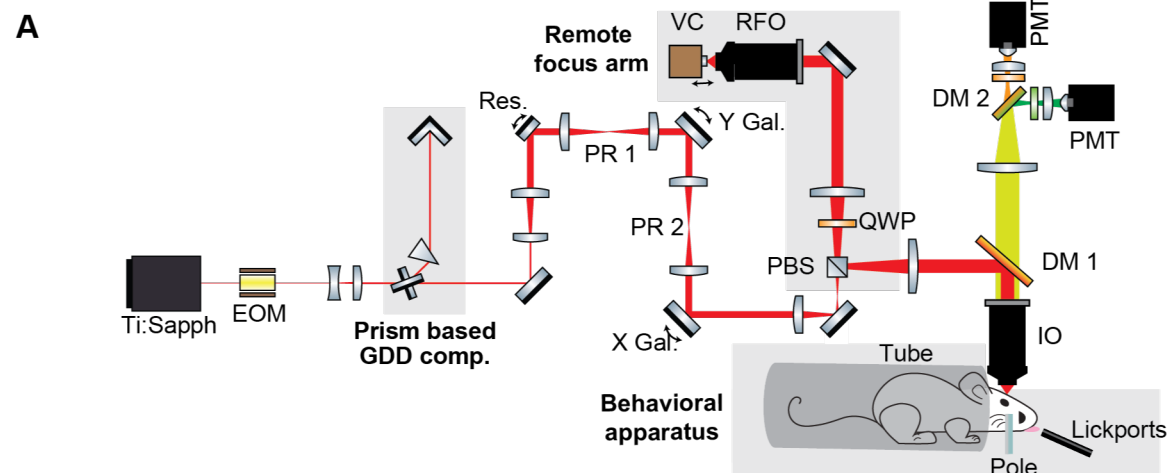 A
Remote
focus arm
VC
RFO
PMT
DM 2
PMT
Res.
PR 1
Y Gal.
PR 2
QWP
PBS
DM 1
Ti:Sapph
EOM
Prism based
GDD comp.
X Gal.
IO
Tube
Behavioral
apparatus
Lickports
Pole